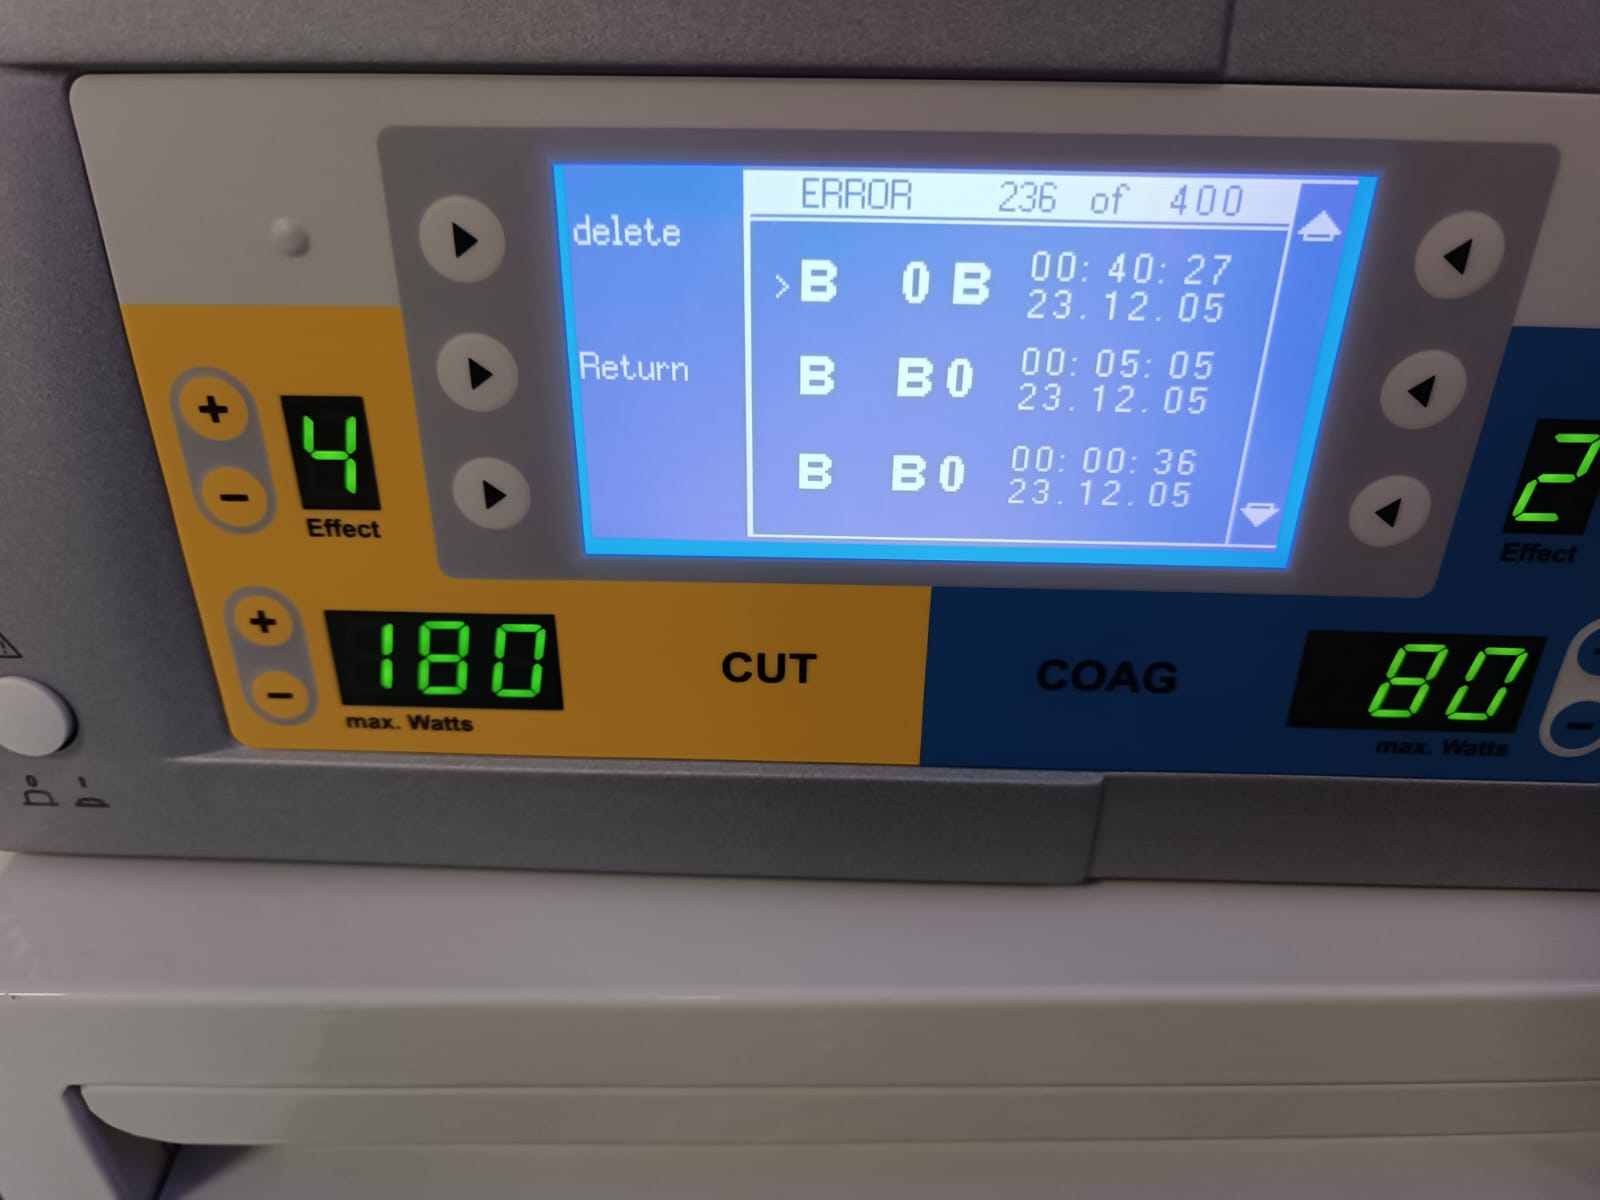 ERROR 236 of 400
delete
>B 0B 00:40:27
23.12.05
Return
B B0 00:05:05
23.12.05
B B0 00:00:36
23.12.05
+
4
-
Effect
2
Effect
+
180
-
max. Watts
CUT
COAG
80
max. Watts
-